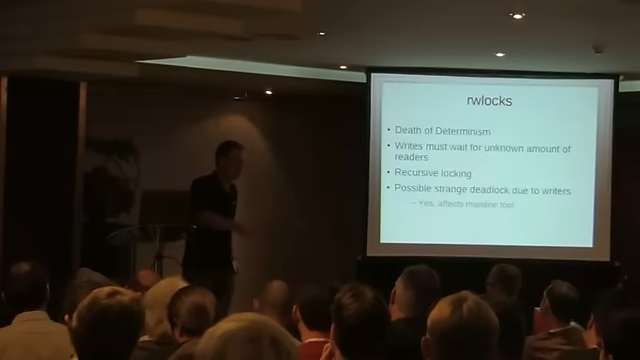 rwlocks
• Death of Determinism
• Writes must wait for unknown amount of
readers
• Recursive locking
• Possible strange deadlock due to writers
– Yes, affects mainline too!